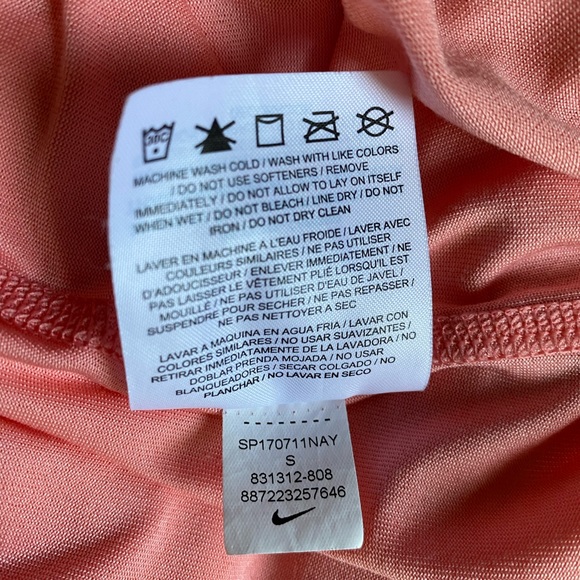 30C
MACHINE WASH COLD / WASH WITH LIKE COLORS
/ DO NOT USE SOFTENERS / REMOVE
IMMEDIATELY / DO NOT ALLOW TO LAY ON ITSELF
WHEN WET / DO NOT BLEACH / LINE DRY / DO NOT
IRON / DO NOT DRY CLEAN
LAVER EN MACHINE A L'EAU FROIDE / LAVER AVEC
COULEURS SIMILAIRES / NE PAS UTILISER
D'ADOUCISSEUR / ENLEVER IMMÉDIATEMENT /
PAS LAISSER LE VÊTEMENT PLIÉ LORSQU'IL EST
MOUILLÉ / NE PAS UTILISER D'EAU DE JAVEL /
SUSPENDRE POUR SECHER / NE PAS REPASSER /
NE PAS NETTOYER A SEC
LAVAR A MAQUINA EN AGUA FRIA / LAVAR CON
COLORES SIMILARES / NO USAR SUAVIZANTES /
RETIRAR INMEDIATAMENTE DE LA LAVADORA / NO
DOBLAR PRENDA MOJADA / NO USAR
BLANQUEADORES / SECAR COLGADO / NO
PLANCHAR / NO LAVAR EN SECO
SP170711NAY
S
831312-808
887223257646